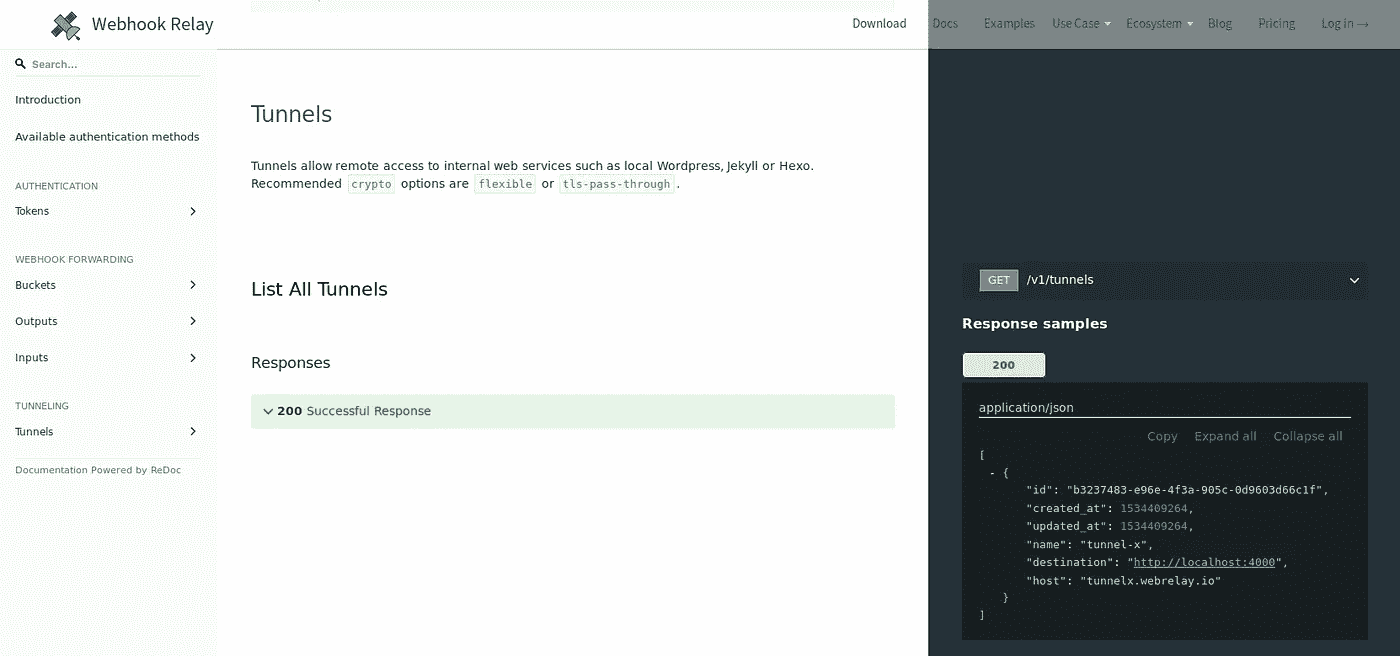 Webhook Relay
Download Docs Examples Use Case Ecosystem Blog Pricing Log in →
Search...
Introduction
Available authentication methods
AUTHENTICATION
Tokens
WEBHOOK FORWARDING
Buckets
Outputs
Inputs
TUNNELING
Tunnels
Documentation Powered by ReDoc
Tunnels
Tunnels allow remote access to internal web services such as local Wordpress, Jekyll or Hexo.
Recommended crypto options are flexible or tls-pass-through.
List All Tunnels
Responses
200 Successful Response
GET /v1/tunnels
Response samples
200
application/json
Copy Expand all Collapse all
[
- {
"id": "b3237483-e96e-4f3a-905c-0d9603d66c1f",
"created_at": 1534409264,
"updated_at": 1534409264,
"name": "tunnel-x",
"destination": "http://localhost:4000",
"host": "tunnelx.webrelay.io"
}
]